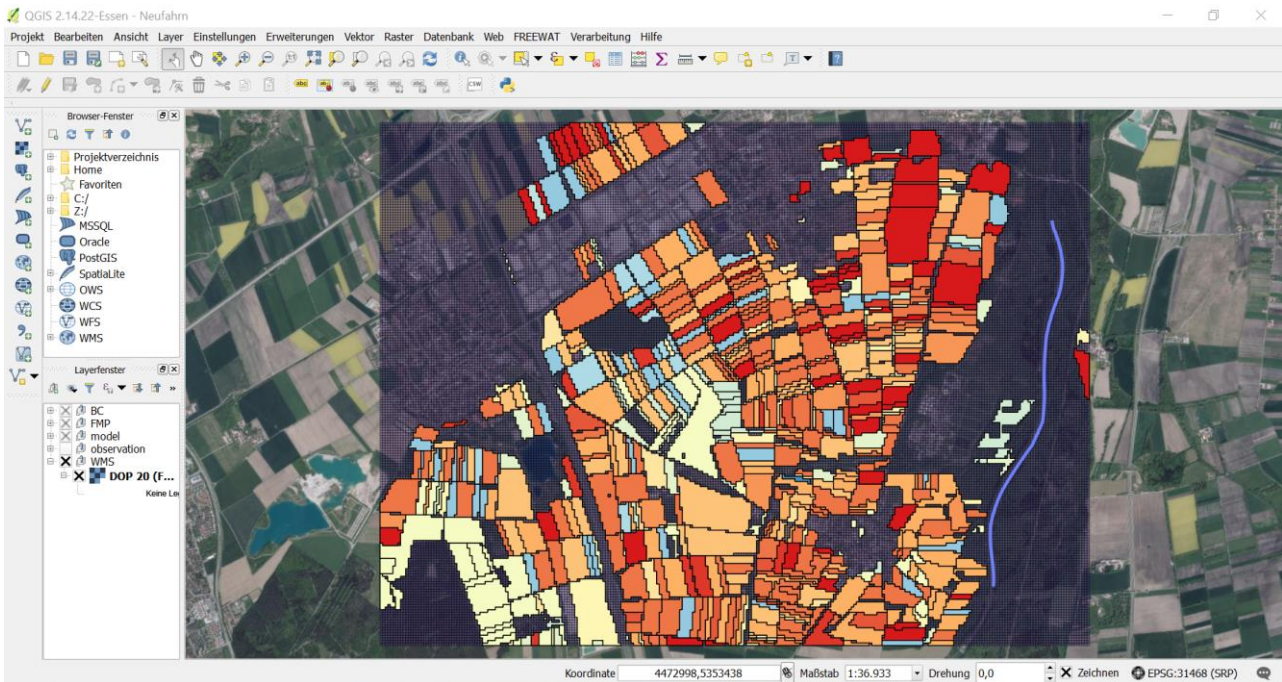 QGIS 2.14.22-Essen - Neufahrn
Projekt Bearbeiten Ansicht Layer Einstellungen Erweiterungen Vektor Raster Datenbank Web FREEWAT Verarbeitung Hilfe
CSW
Browser-Fenster
Projektverzeichnis
Home
Favoriten
C:/
Z:/
MSSQL
Oracle
PostGIS
SpatiaLite
OWS
WCS
WFS
WMS
Layerfenster
BC
FMP
model
observation
WMS
DOP 20 (F...
Keine Le
Koordinate 4472998,5353438 Maßstab 1:36.933 Drehung 0,0 Zeichnen EPSG:31468 (SRP)